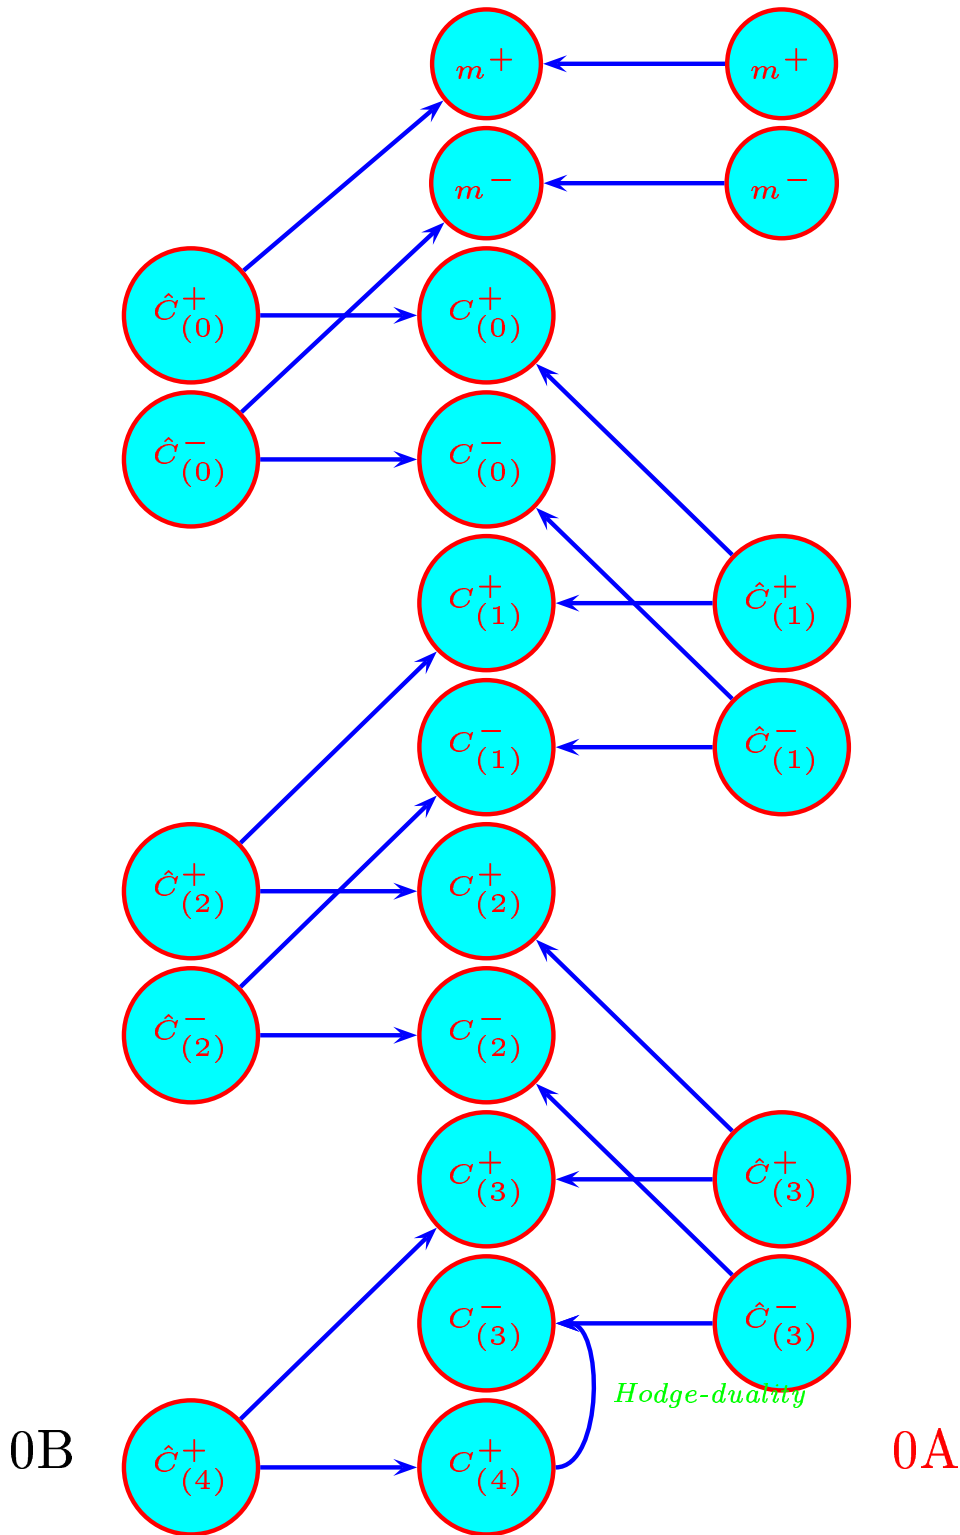 m⁺ m⁺
m⁻ m⁻
Ĉ⁺₍₀₎ C⁺₍₀₎
Ĉ⁻₍₀₎ C⁻₍₀₎
C⁺₍₁₎ Ĉ⁺₍₁₎
C⁻₍₁₎ Ĉ⁻₍₁₎
Ĉ⁺₍₂₎ C⁺₍₂₎
Ĉ⁻₍₂₎ C⁻₍₂₎
C⁺₍₃₎ Ĉ⁺₍₃₎
C⁻₍₃₎ Ĉ⁻₍₃₎
Hodge-duality
0B Ĉ⁺₍₄₎ C⁺₍₄₎ 0A